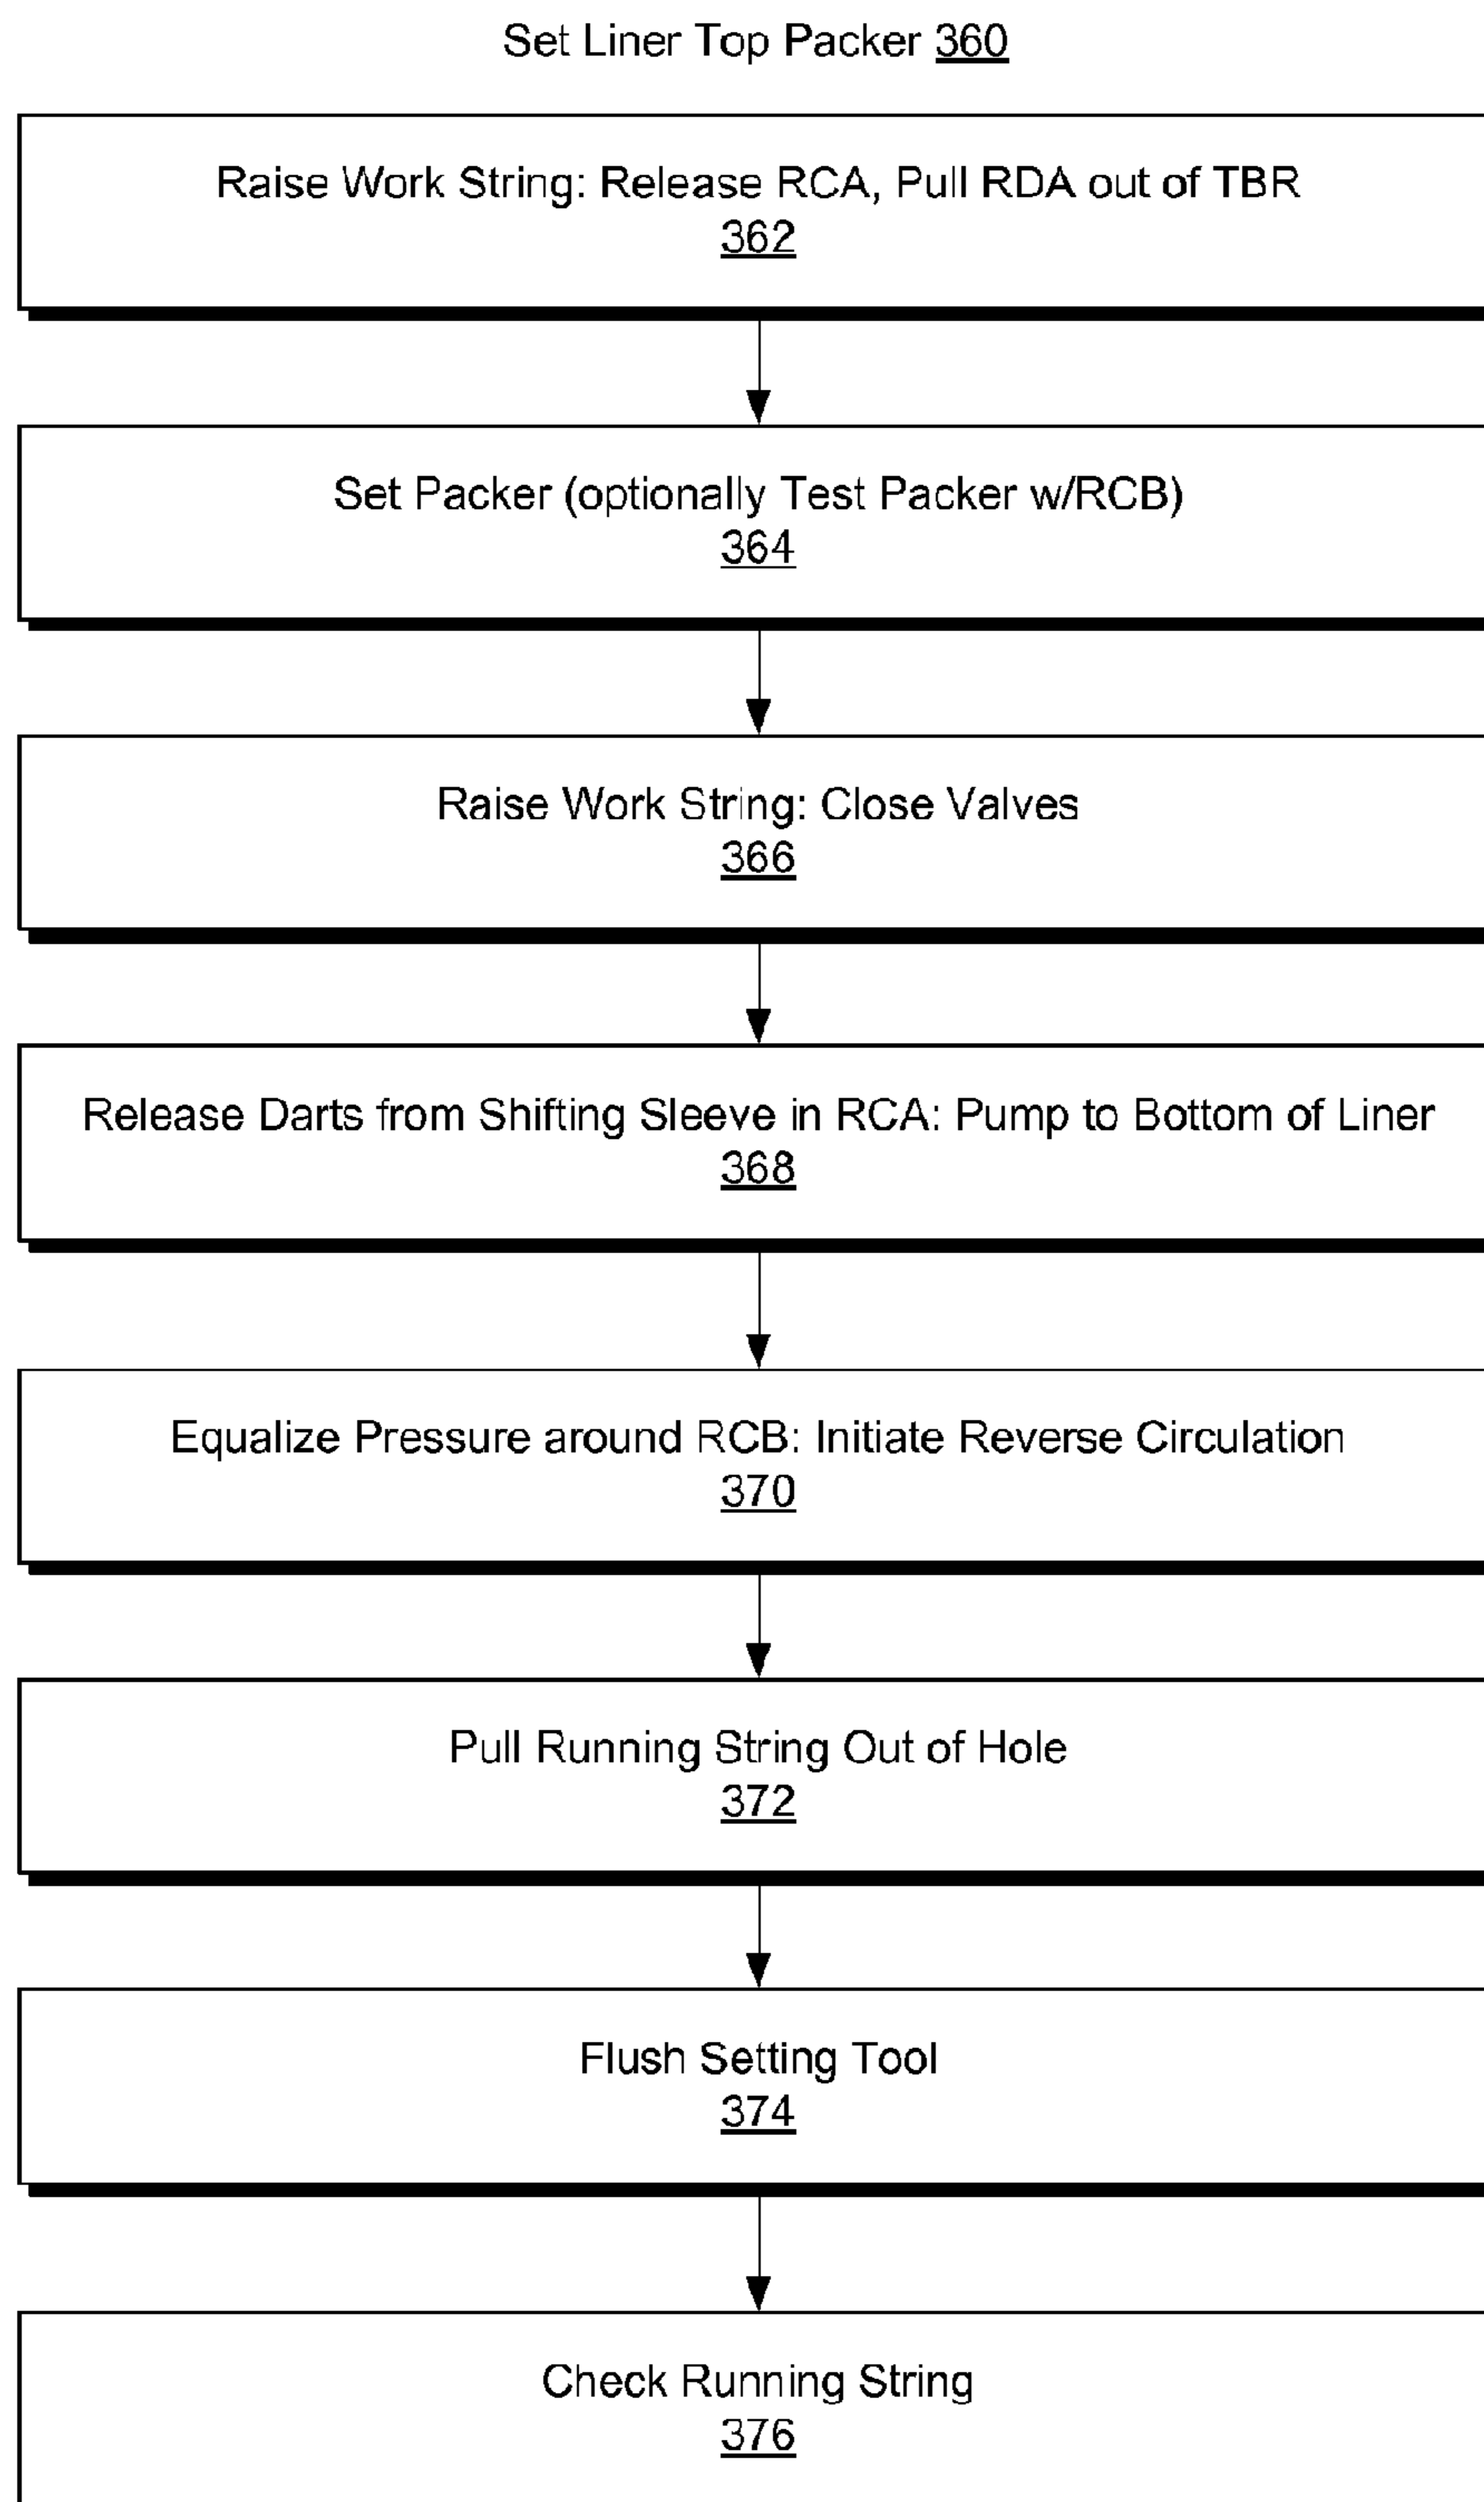 Set Liner Top Packer 360
Raise Work String: Release RCA, Pull RDA out of TBR
362
Set Packer (optionally Test Packer w/RCB)
364
Raise Work String: Close Valves
366
Release Darts from Shifting Sleeve in RCA: Pump to Bottom of Liner
368
Equalize Pressure around RCB: Initiate Reverse Circulation
370
Pull Running String Out of Hole
372
Flush Setting Tool
374
Check Running String
376